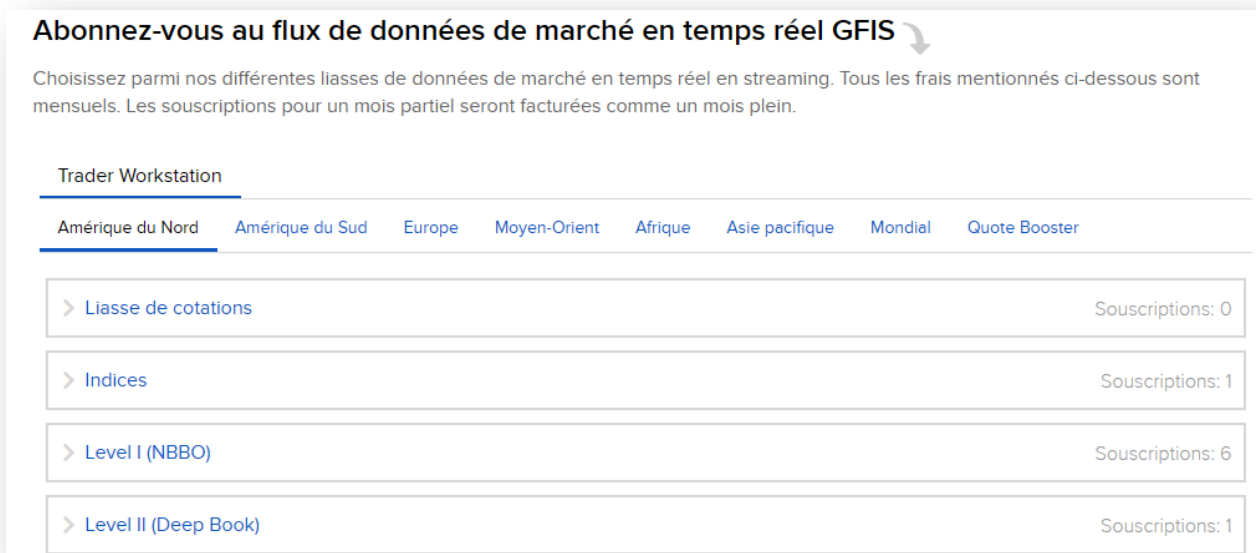 Abonnez-vous au flux de données de marché en temps réel GFIS
Choisissez parmi nos différentes liasses de données de marché en temps réel en streaming. Tous les frais mentionnés ci-dessous sont
mensuels. Les souscriptions pour un mois partiel seront facturées comme un mois plein.
Trader Workstation
Amérique du Nord Amérique du Sud Europe Moyen-Orient Afrique Asie pacifique Mondial Quote Booster
Liasse de cotations Souscriptions: 0
Indices Souscriptions: 1
Level I (NBBO) Souscriptions: 6
Level II (Deep Book) Souscriptions: 1